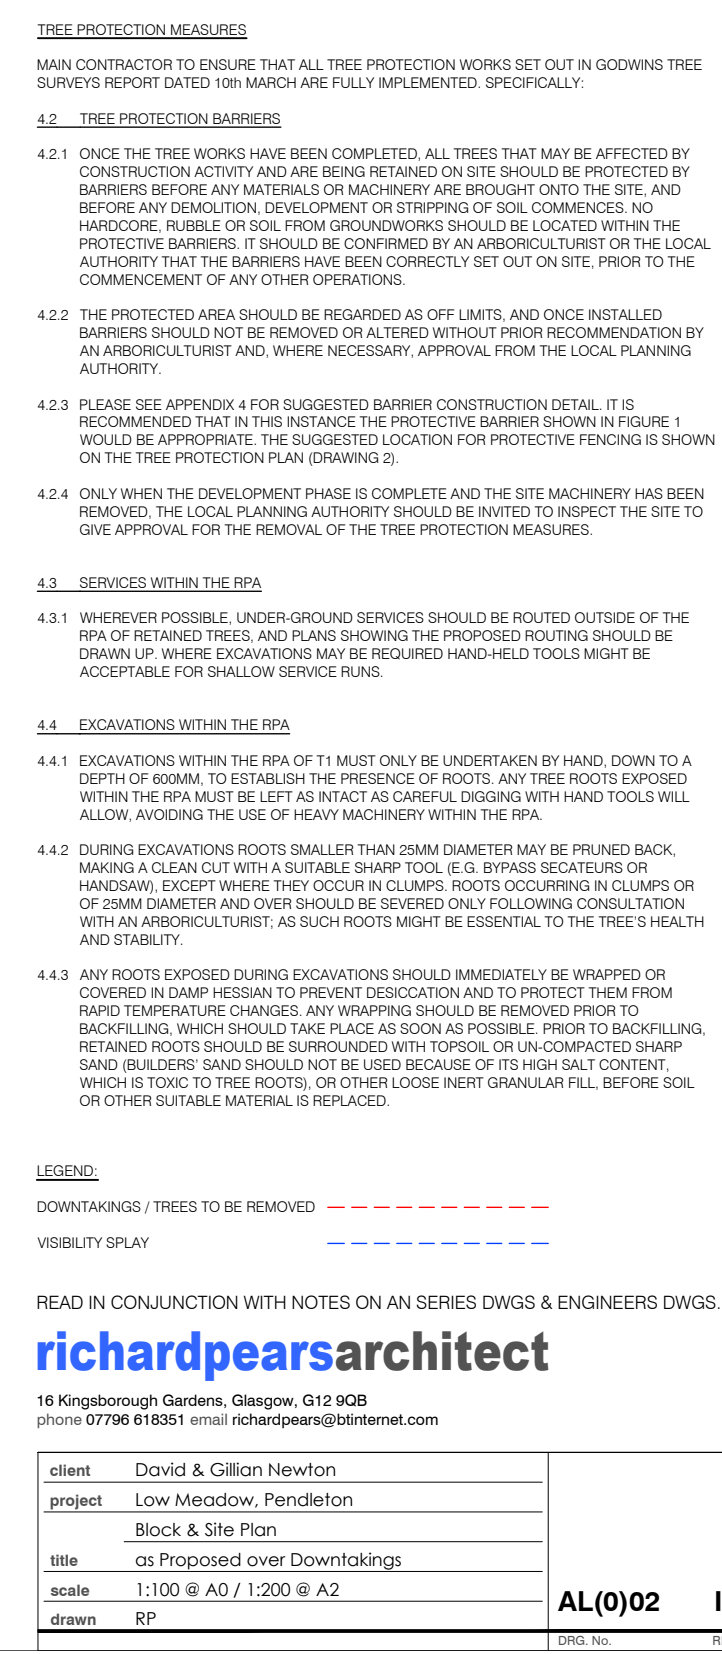 TREE PROTECTION MEASURES
MAIN CONTRACTOR TO ENSURE THAT ALL TREE PROTECTION WORKS SET OUT IN GODWINS TREE
SURVEYS REPORT DATED 10th MARCH ARE FULLY IMPLEMENTED. SPECIFICALLY:
4.2 TREE PROTECTION BARRIERS
4.2.1 ONCE THE TREE WORKS HAVE BEEN COMPLETED, ALL TREES THAT MAY BE AFFECTED BY
CONSTRUCTION ACTIVITY AND ARE BEING RETAINED ON SITE SHOULD BE PROTECTED BY
BARRIERS BEFORE ANY MATERIALS OR MACHINERY ARE BROUGHT ONTO THE SITE, AND
BEFORE ANY DEMOLITION, DEVELOPMENT OR STRIPPING OF SOIL COMMENCES. NO
HARDCORE, RUBBLE OR SOIL FROM GROUNDWORKS SHOULD BE LOCATED WITHIN THE
PROTECTIVE BARRIERS. IT SHOULD BE CONFIRMED BY AN ARBORICULTURIST OR THE LOCAL
AUTHORITY THAT THE BARRIERS HAVE BEEN CORRECTLY SET OUT ON SITE, PRIOR TO THE
COMMENCEMENT OF ANY OTHER OPERATIONS.
4.2.2 THE PROTECTED AREA SHOULD BE REGARDED AS OFF LIMITS, AND ONCE INSTALLED
BARRIERS SHOULD NOT BE REMOVED OR ALTERED WITHOUT PRIOR RECOMMENDATION BY
AN ARBORICULTURIST AND, WHERE NECESSARY, APPROVAL FROM THE LOCAL PLANNING
AUTHORITY.
4.2.3 PLEASE SEE APPENDIX 4 FOR SUGGESTED BARRIER CONSTRUCTION DETAIL. IT IS
RECOMMENDED THAT IN THIS INSTANCE THE PROTECTIVE BARRIER SHOWN IN FIGURE 1
WOULD BE APPROPRIATE. THE SUGGESTED LOCATION FOR PROTECTIVE FENCING IS SHOWN
ON THE TREE PROTECTION PLAN (DRAWING 2).
4.2.4 ONLY WHEN THE DEVELOPMENT PHASE IS COMPLETE AND THE SITE MACHINERY HAS BEEN
REMOVED, THE LOCAL PLANNING AUTHORITY SHOULD BE INVITED TO INSPECT THE SITE TO
GIVE APPROVAL FOR THE REMOVAL OF THE TREE PROTECTION MEASURES.
4.3 SERVICES WITHIN THE RPA
4.3.1 WHEREVER POSSIBLE, UNDER-GROUND SERVICES SHOULD BE ROUTED OUTSIDE OF THE
RPA OF RETAINED TREES, AND PLANS SHOWING THE PROPOSED ROUTING SHOULD BE
DRAWN UP. WHERE EXCAVATIONS MAY BE REQUIRED HAND-HELD TOOLS MIGHT BE
ACCEPTABLE FOR SHALLOW SERVICE RUNS.
4.4 EXCAVATIONS WITHIN THE RPA
4.4.1 EXCAVATIONS WITHIN THE RPA OF T1 MUST ONLY BE UNDERTAKEN BY HAND, DOWN TO A
DEPTH OF 600MM, TO ESTABLISH THE PRESENCE OF ROOTS. ANY TREE ROOTS EXPOSED
WITHIN THE RPA MUST BE LEFT AS INTACT AS CAREFUL DIGGING WITH HAND TOOLS WILL
ALLOW, AVOIDING THE USE OF HEAVY MACHINERY WITHIN THE RPA.
4.4.2 DURING EXCAVATIONS ROOTS SMALLER THAN 25MM DIAMETER MAY BE PRUNED BACK,
MAKING A CLEAN CUT WITH A SUITABLE SHARP TOOL (E.G. BYPASS SECATEURS OR
HANDSAW), EXCEPT WHERE THEY OCCUR IN CLUMPS. ROOTS OCCURRING IN CLUMPS OR
OF 25MM DIAMETER AND OVER SHOULD BE SEVERED ONLY FOLLOWING CONSULTATION
WITH AN ARBORICULTURIST; AS SUCH ROOTS MIGHT BE ESSENTIAL TO THE TREE'S HEALTH
AND STABILITY.
4.4.3 ANY ROOTS EXPOSED DURING EXCAVATIONS SHOULD IMMEDIATELY BE WRAPPED OR
COVERED IN DAMP HESSIAN TO PREVENT DESICCATION AND TO PROTECT THEM FROM
RAPID TEMPERATURE CHANGES. ANY WRAPPING SHOULD BE REMOVED PRIOR TO
BACKFILLING, WHICH SHOULD TAKE PLACE AS SOON AS POSSIBLE. PRIOR TO BACKFILLING,
RETAINED ROOTS SHOULD BE SURROUNDED WITH TOPSOIL OR UN-COMPACTED SHARP
SAND (BUILDERS' SAND SHOULD NOT BE USED BECAUSE OF ITS HIGH SALT CONTENT,
WHICH IS TOXIC TO TREE ROOTS), OR OTHER LOOSE INERT GRANULAR FILL, BEFORE SOIL
OR OTHER SUITABLE MATERIAL IS REPLACED.
LEGEND:
DOWNTAKINGS / TREES TO BE REMOVED
VISIBILITY SPLAY
READ IN CONJUNCTION WITH NOTES ON AN SERIES DWGS & ENGINEERS DWGS.
richardpearsarchitect
16 Kingsborough Gardens, Glasgow, G12 9QB
phone 07796 618351 email richardpears@btinternet.com
client David & Gillian Newton
project Low Meadow, Pendleton
Block & Site Plan
title as Proposed over Downtakings
scale 1:100 @ A0 / 1:200 @ A2
drawn RP
AL(0)02
DRG. No.